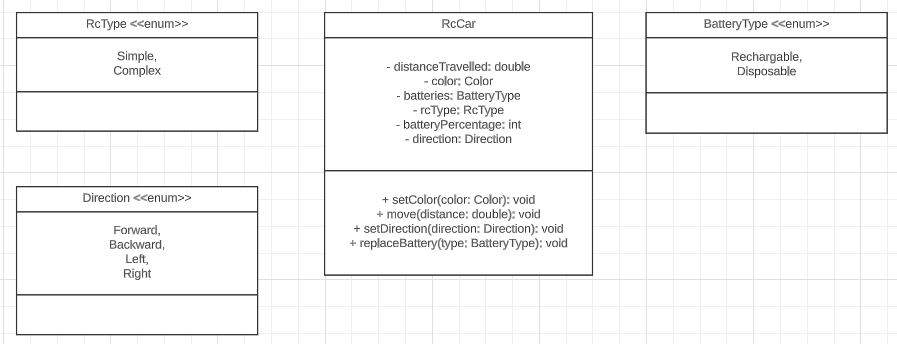 RcType <<enum>>
Simple,
Complex
Direction <<enum>>
Forward,
Backward,
Left,
Right
RcCar
- distanceTravelled: double
- color: Color
- batteries: BatteryType
- rcType: RcType
- batteryPercentage: int
- direction: Direction
+ setColor(color: Color): void
+ move(distance: double): void
+ setDirection(direction: Direction): void
+ replaceBattery(type: BatteryType): void
BatteryType <<enum>>
Rechargable,
Disposable